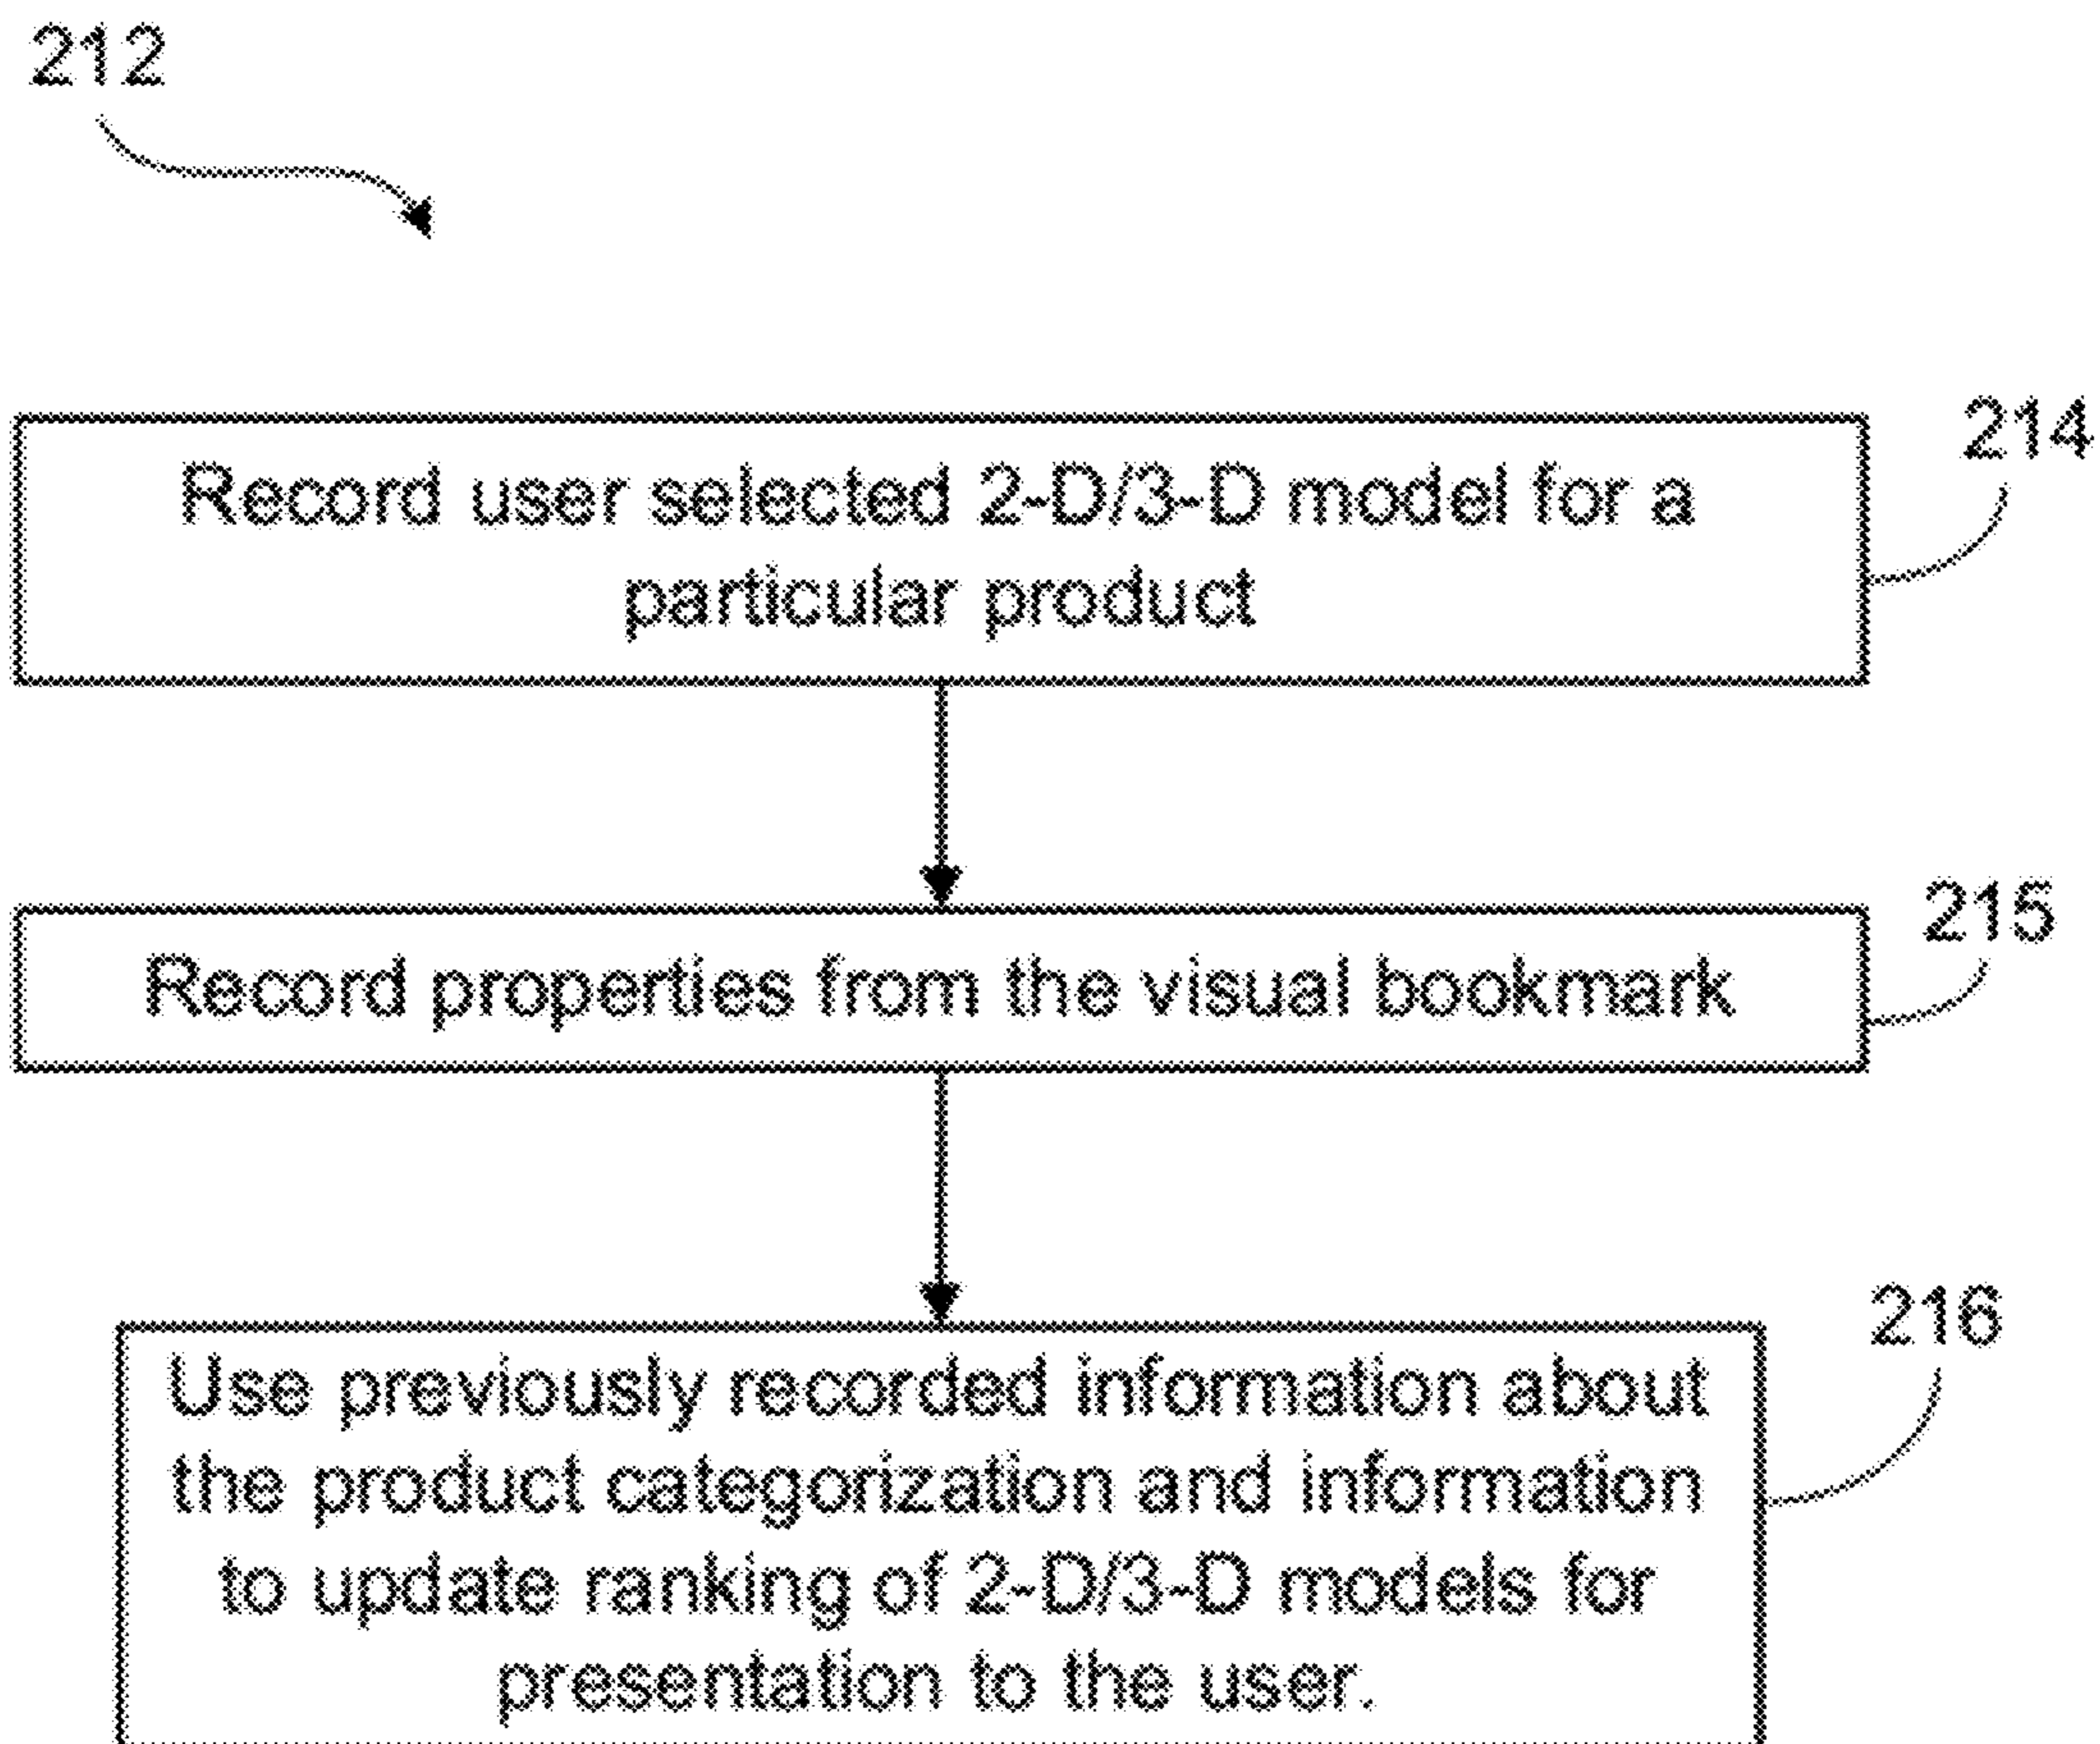 212
214
Record user selected 2-D/3-D model for a
particular product
215
Record properties from the visual bookmark
216
Use previously recorded information about
the product categorization and information
to update ranking of 2-D/3-D models for
presentation to the user.